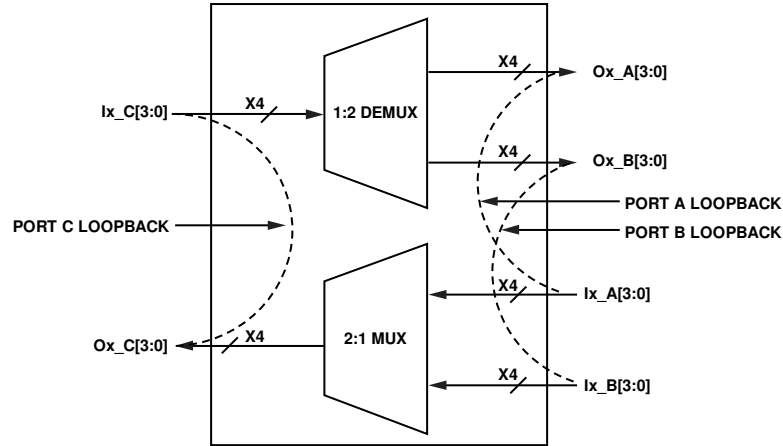 X4
Ox_A[3:0]
Ix_C[3:0]
X4
1:2 DEMUX
X4
Ox_B[3:0]
PORT A LOOPBACK
PORT C LOOPBACK
PORT B LOOPBACK
X4
Ix_A[3:0]
Ox_C[3:0]
X4
2:1 MUX
X4
Ix_B[3:0]